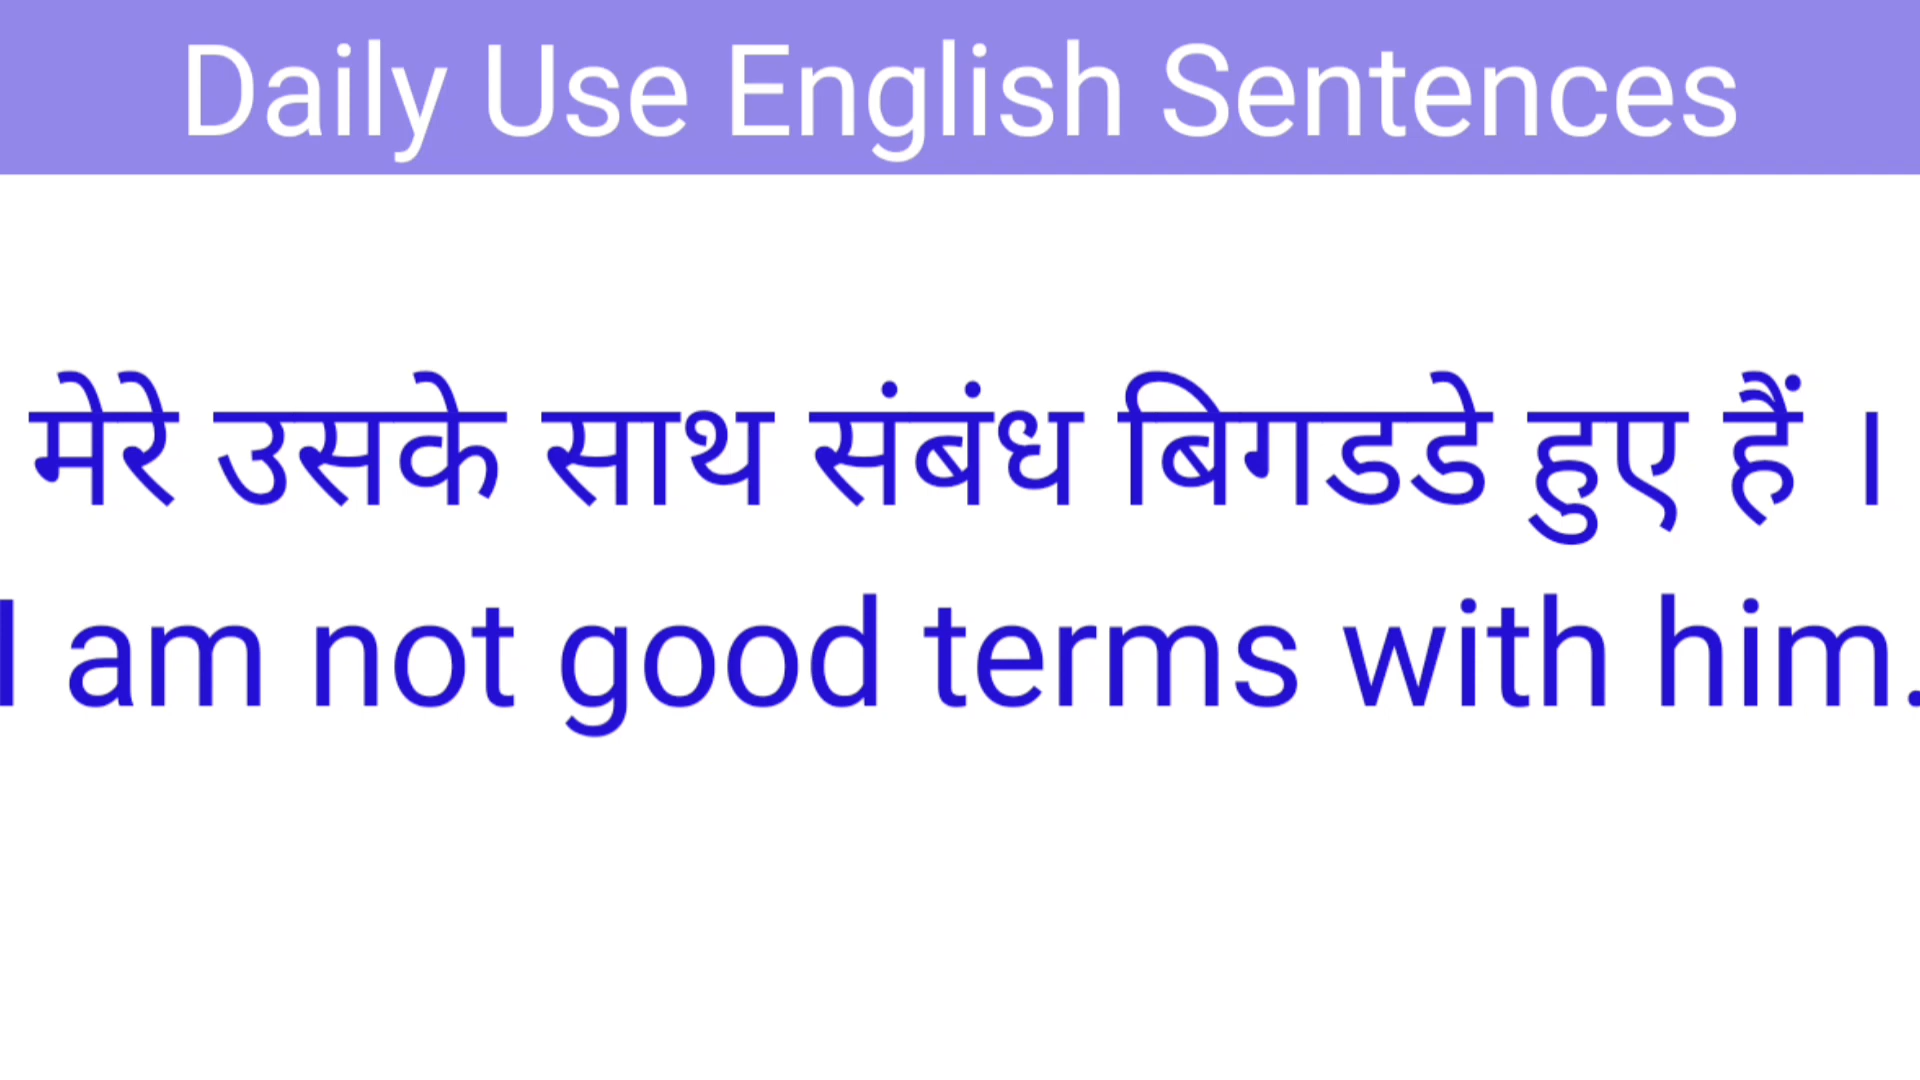 Daily Use English Sentences
मेरे उसके साथ संबंध बिगडडे हुए हैं ।
I am not good terms with him.